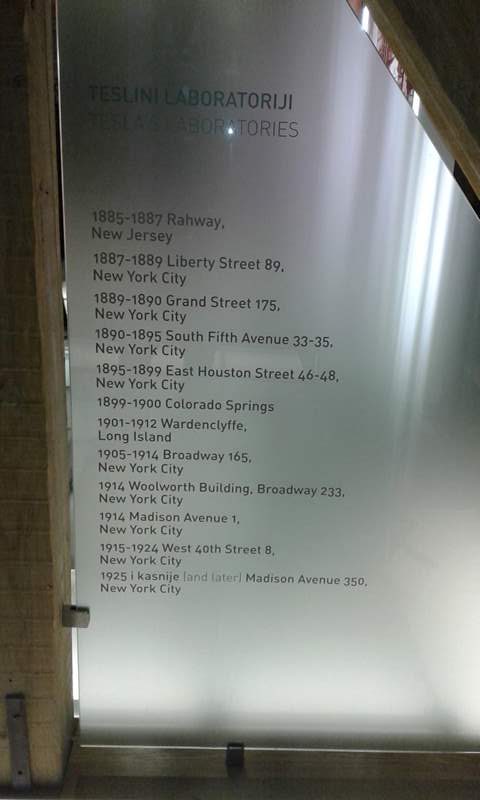 TESLINI LABORATORIJI
TESLA'S LABORATORIES
1885-1887 Rahway,
New Jersey
1887-1889 Liberty Street 89,
New York City
1889-1890 Grand Street 175,
New York City
1890-1895 South Fifth Avenue 33-35,
New York City
1895-1899 East Houston Street 46-48,
New York City
1899-1900 Colorado Springs
1901-1912 Wardenclyffe,
Long Island
1905-1914 Broadway 165,
New York City
1914 Woolworth Building, Broadway 233,
New York City
1914 Madison Avenue 1,
New York City
1915-1924 West 40th Street 8,
New York City
1925 i kasnije (and later) Madison Avenue 350,
New York City